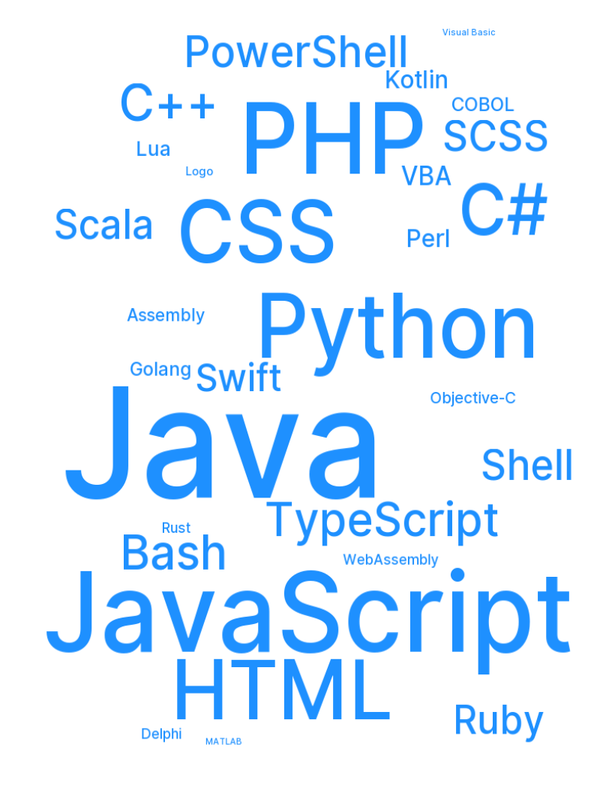 Visual Basic
PowerShell
Kotlin
C++
COBOL
PHP
SCSS
Lua
Logo
VBA
C#
Scala
CSS
Perl
Assembly
Python
Golang
Swift
Objective-C
Java
Shell
TypeScript
Rust
Bash
WebAssembly
JavaScript
HTML
Ruby
Delphi
MATLAB